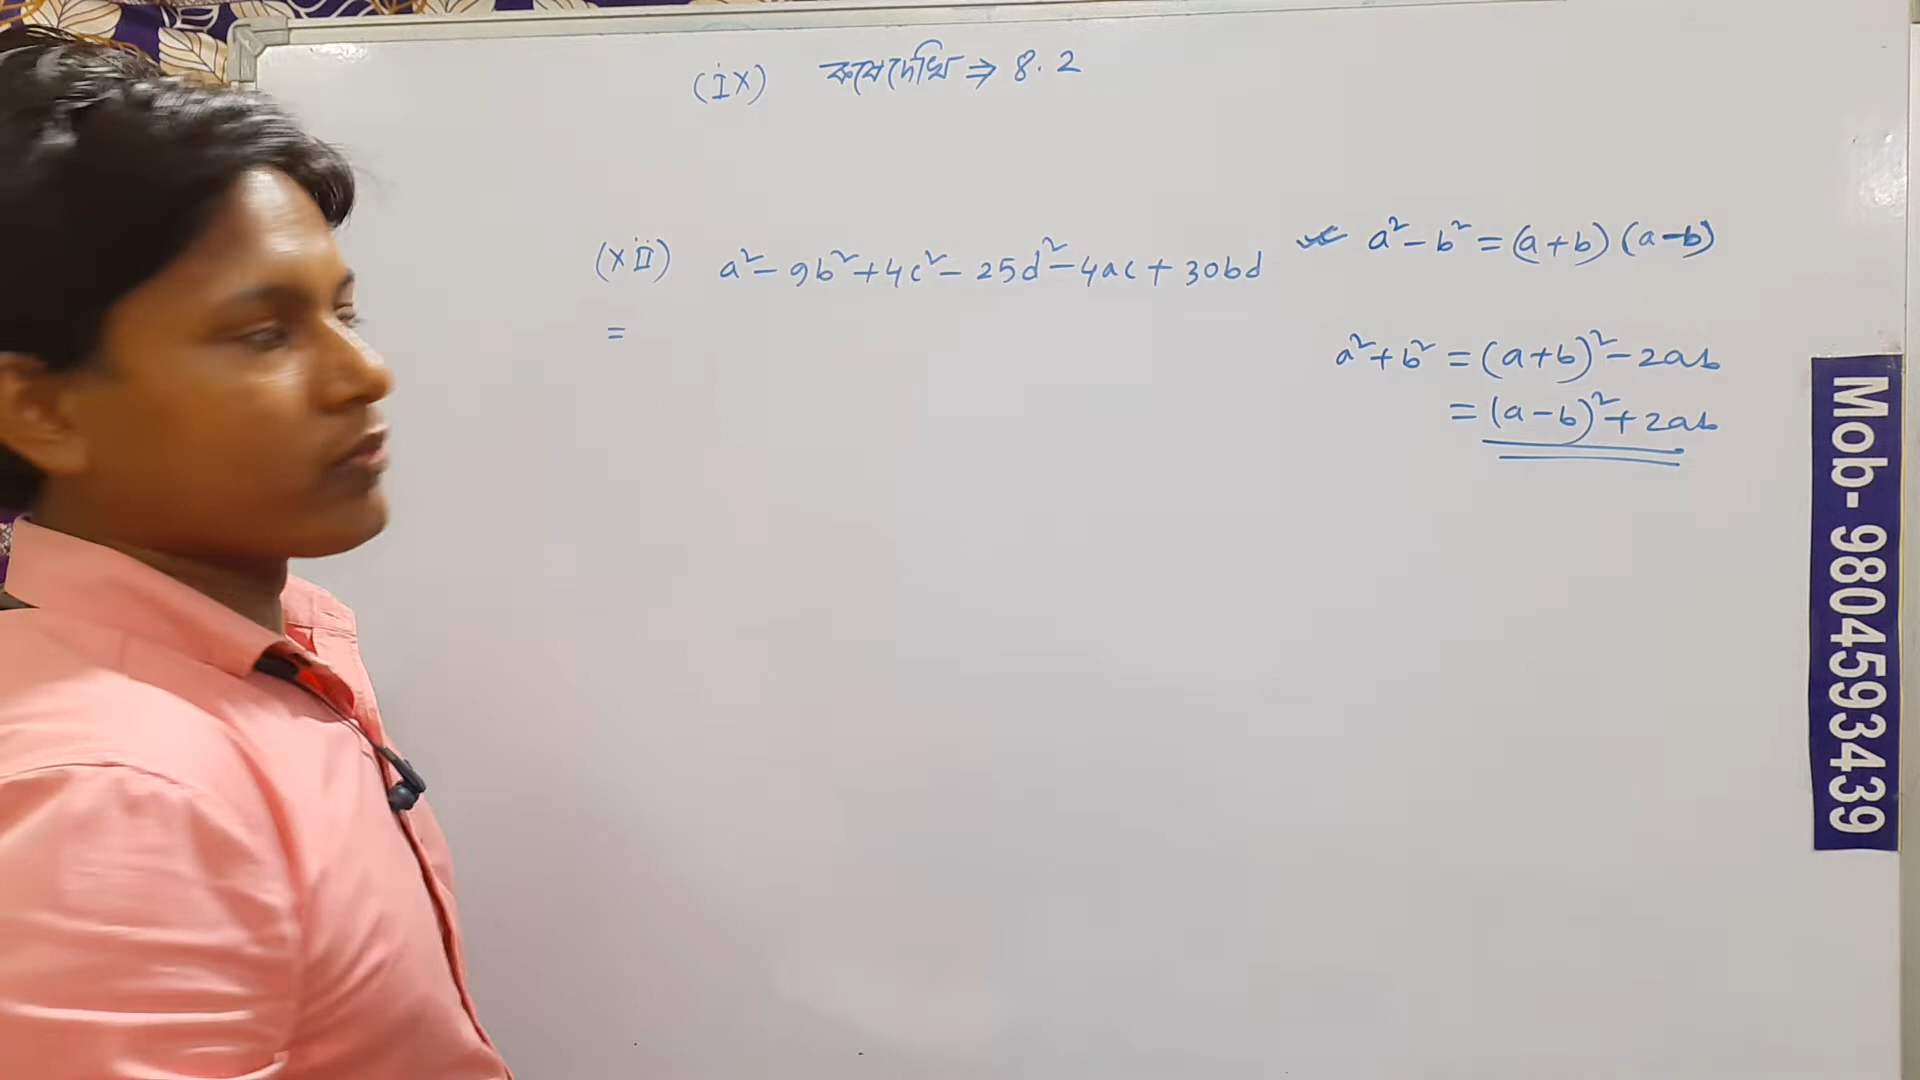 (ix) কষে দেখি ⇒ 8.2
(xii) a² - 9b² + 4c² - 25d² - 4ac + 30bd
=
a² - b² = (a+b) (a-b)
a² + b² = (a+b)² - 2ab
= (a-b)² + 2ab
Mob- 9804593439